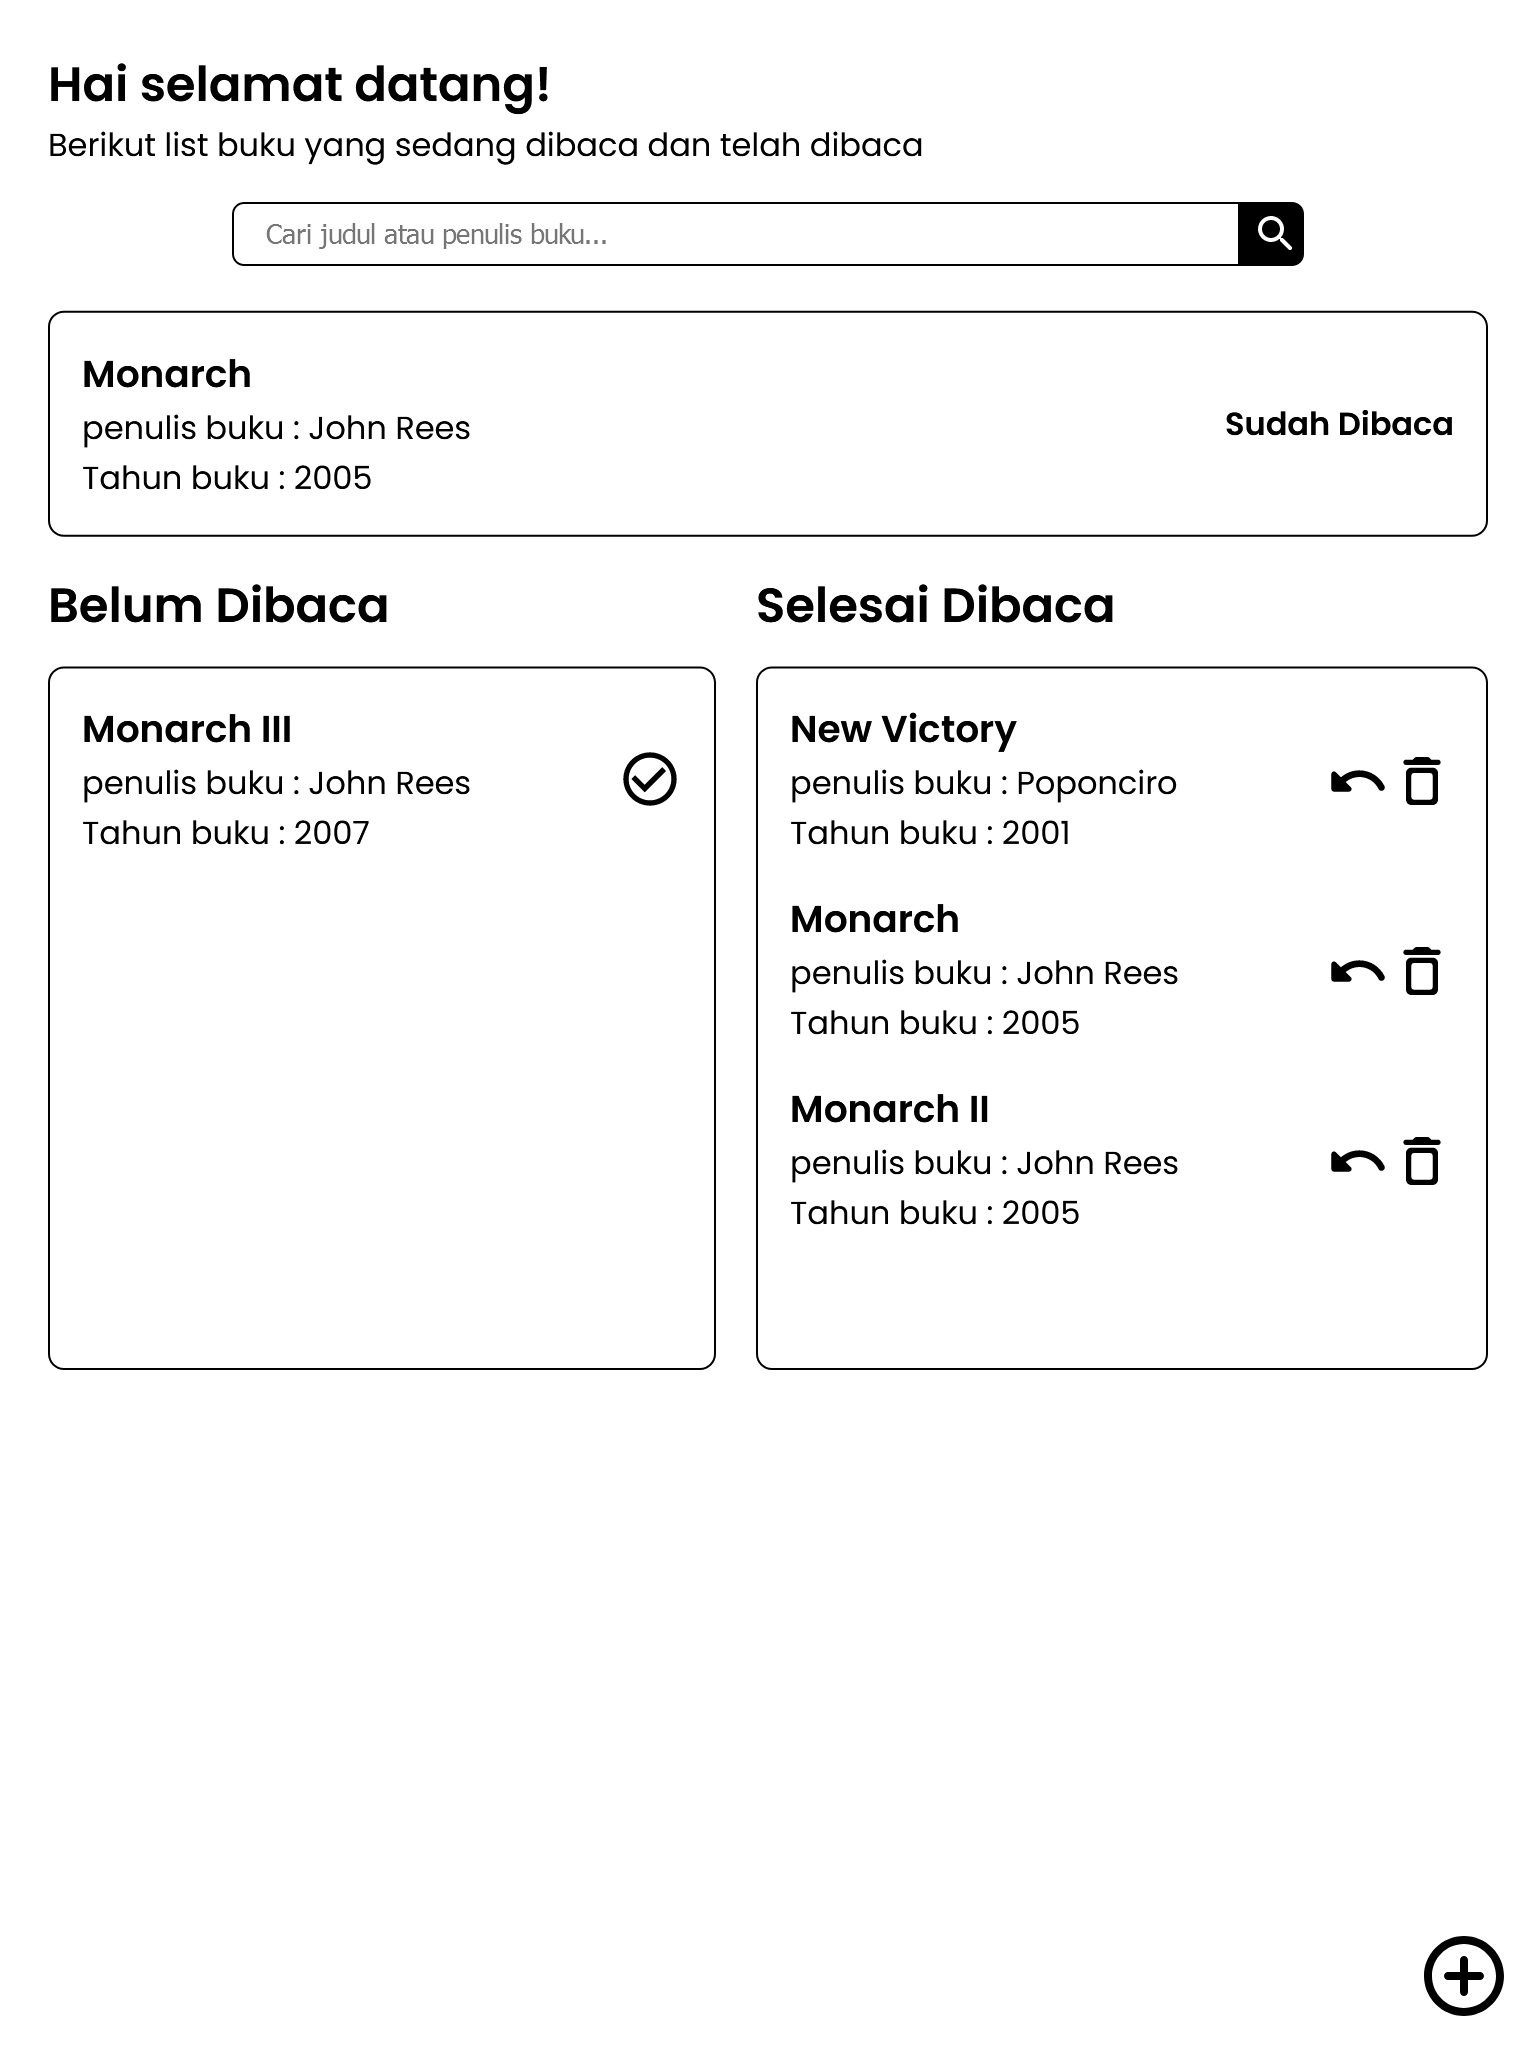 Hai selamat datang!
Berikut list buku yang sedang dibaca dan telah dibaca
Cari judul atau penulis buku...
Monarch
penulis buku : John Rees
Tahun buku : 2005
Sudah Dibaca
Belum Dibaca
Monarch III
penulis buku : John Rees
Tahun buku : 2007
Selesai Dibaca
New Victory
penulis buku : Poponciro
Tahun buku : 2001
Monarch
penulis buku : John Rees
Tahun buku : 2005
Monarch II
penulis buku : John Rees
Tahun buku : 2005